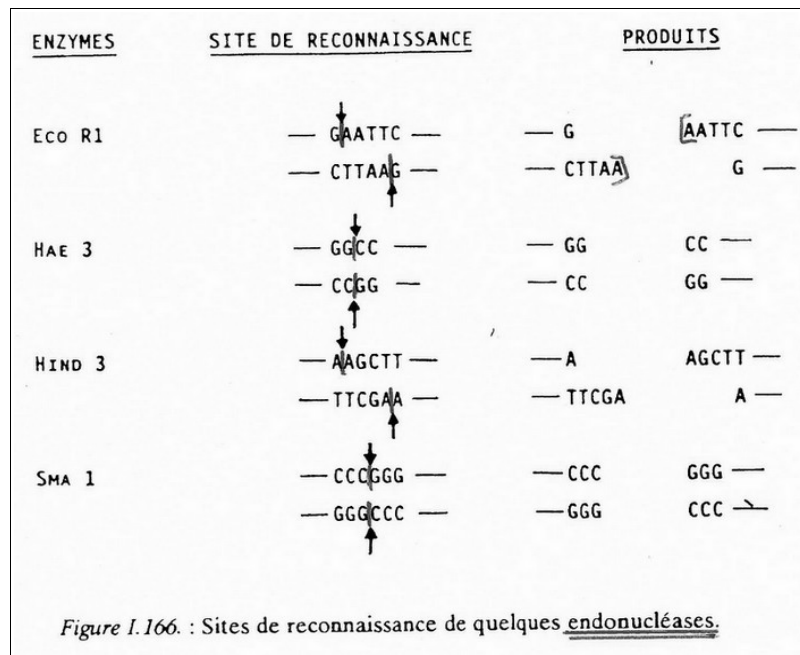 ENZYMES SITE DE RECONNAISSANCE PRODUITS
ECO R1 — GAATTC — — G AATTC —
— CTTAAG — — CTTAA G —
HAE 3 — GGCC — — GG CC —
— CCGG — — CC GG —
HIND 3 — AAGCTT — — A AGCTT —
— TTCGAA — — TTCGA A —
SMA 1 — CCCGGG — — CCC GGG —
— GGGCCC — — GGG CCC —
Figure I.166. : Sites de reconnaissance de quelques endonucléases.